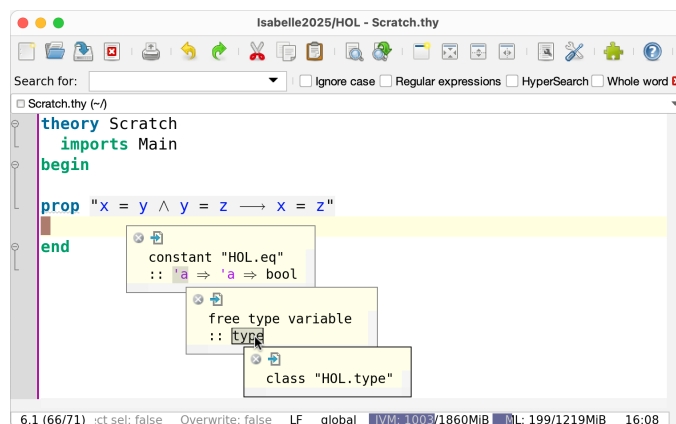 Isabelle2025/HOL - Scratch.thy
Search for:
Ignore case
Regular expressions
HyperSearch
Whole word
Scratch.thy (~/)
theory Scratch
imports Main
begin
prop "x = y ∧ y = z ⟶ x = z"
end
constant "HOL.eq"
:: 'a ⇒ 'a ⇒ bool
free type variable
:: type
class "HOL.type"
6.1 (66/71) ct sel: false Overwrite: false LF global JVM: 1003/1860MiB ML: 199/1219MiB 16:08